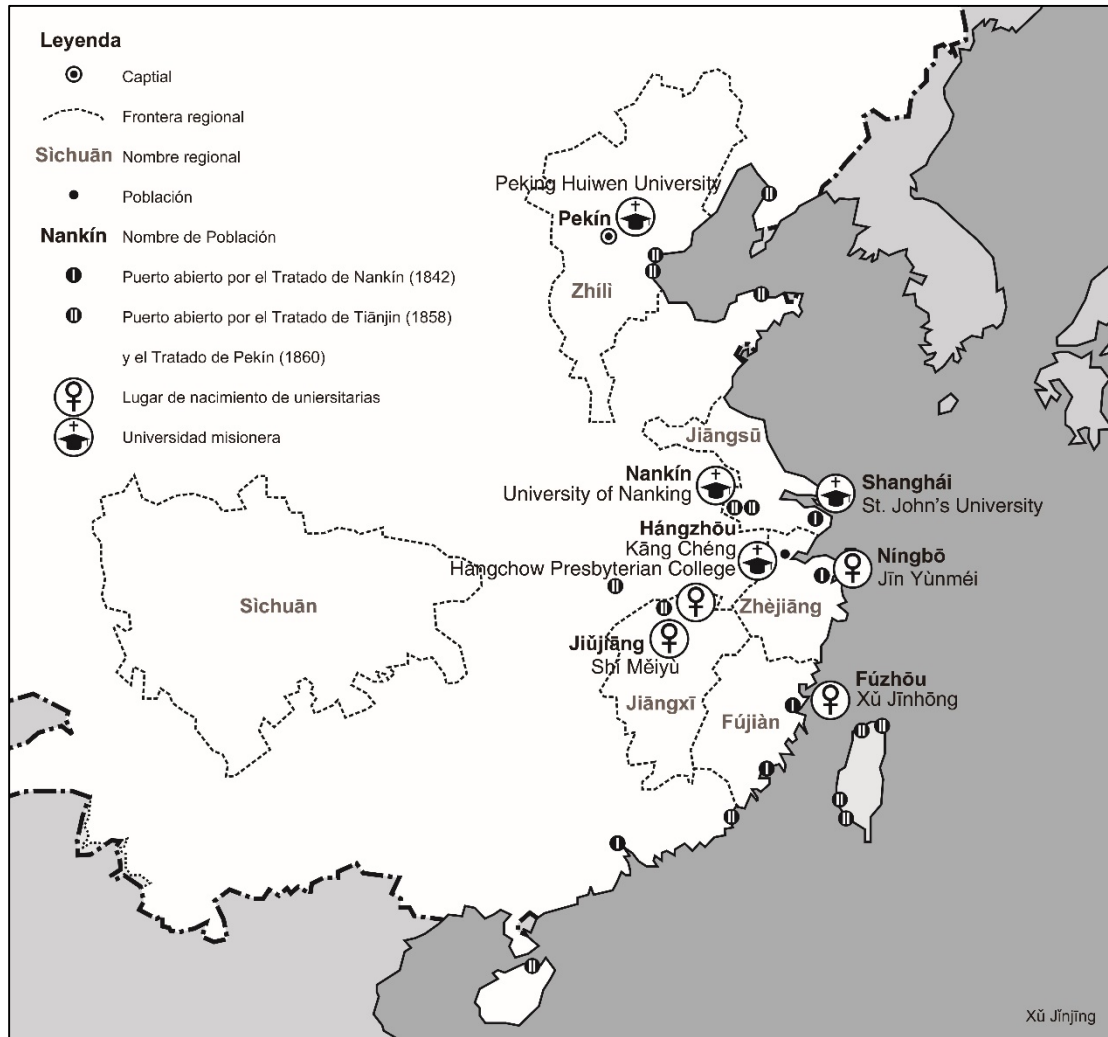 Leyenda
Captial
Frontera regional
Sìchuān Nombre regional
Población
Nankín Nombre de Población
Puerto abierto por el Tratado de Nankín (1842)
Puerto abierto por el Tratado de Tiānjin (1858)
y el Tratado de Pekín (1860)
Lugar de nacimiento de uniersitarias
Universidad misionera
Peking Huiwen University
Pekín
Zhílì
Jiāngsū
Nankín
University of Nanking
Shanghái
St. John's University
Hángzhōu
Kāng Chéng
Hàngchow Presbyterian College
Níngbō
Jīn Yùnméi
Sìchuān
Zhèjiāng
Jiǔjiāng
Shí Měiyù
Fúzhōu
Xǔ Jīnhōng
Jiāngxī
Fújiàn
Xǔ Jǐnjīng